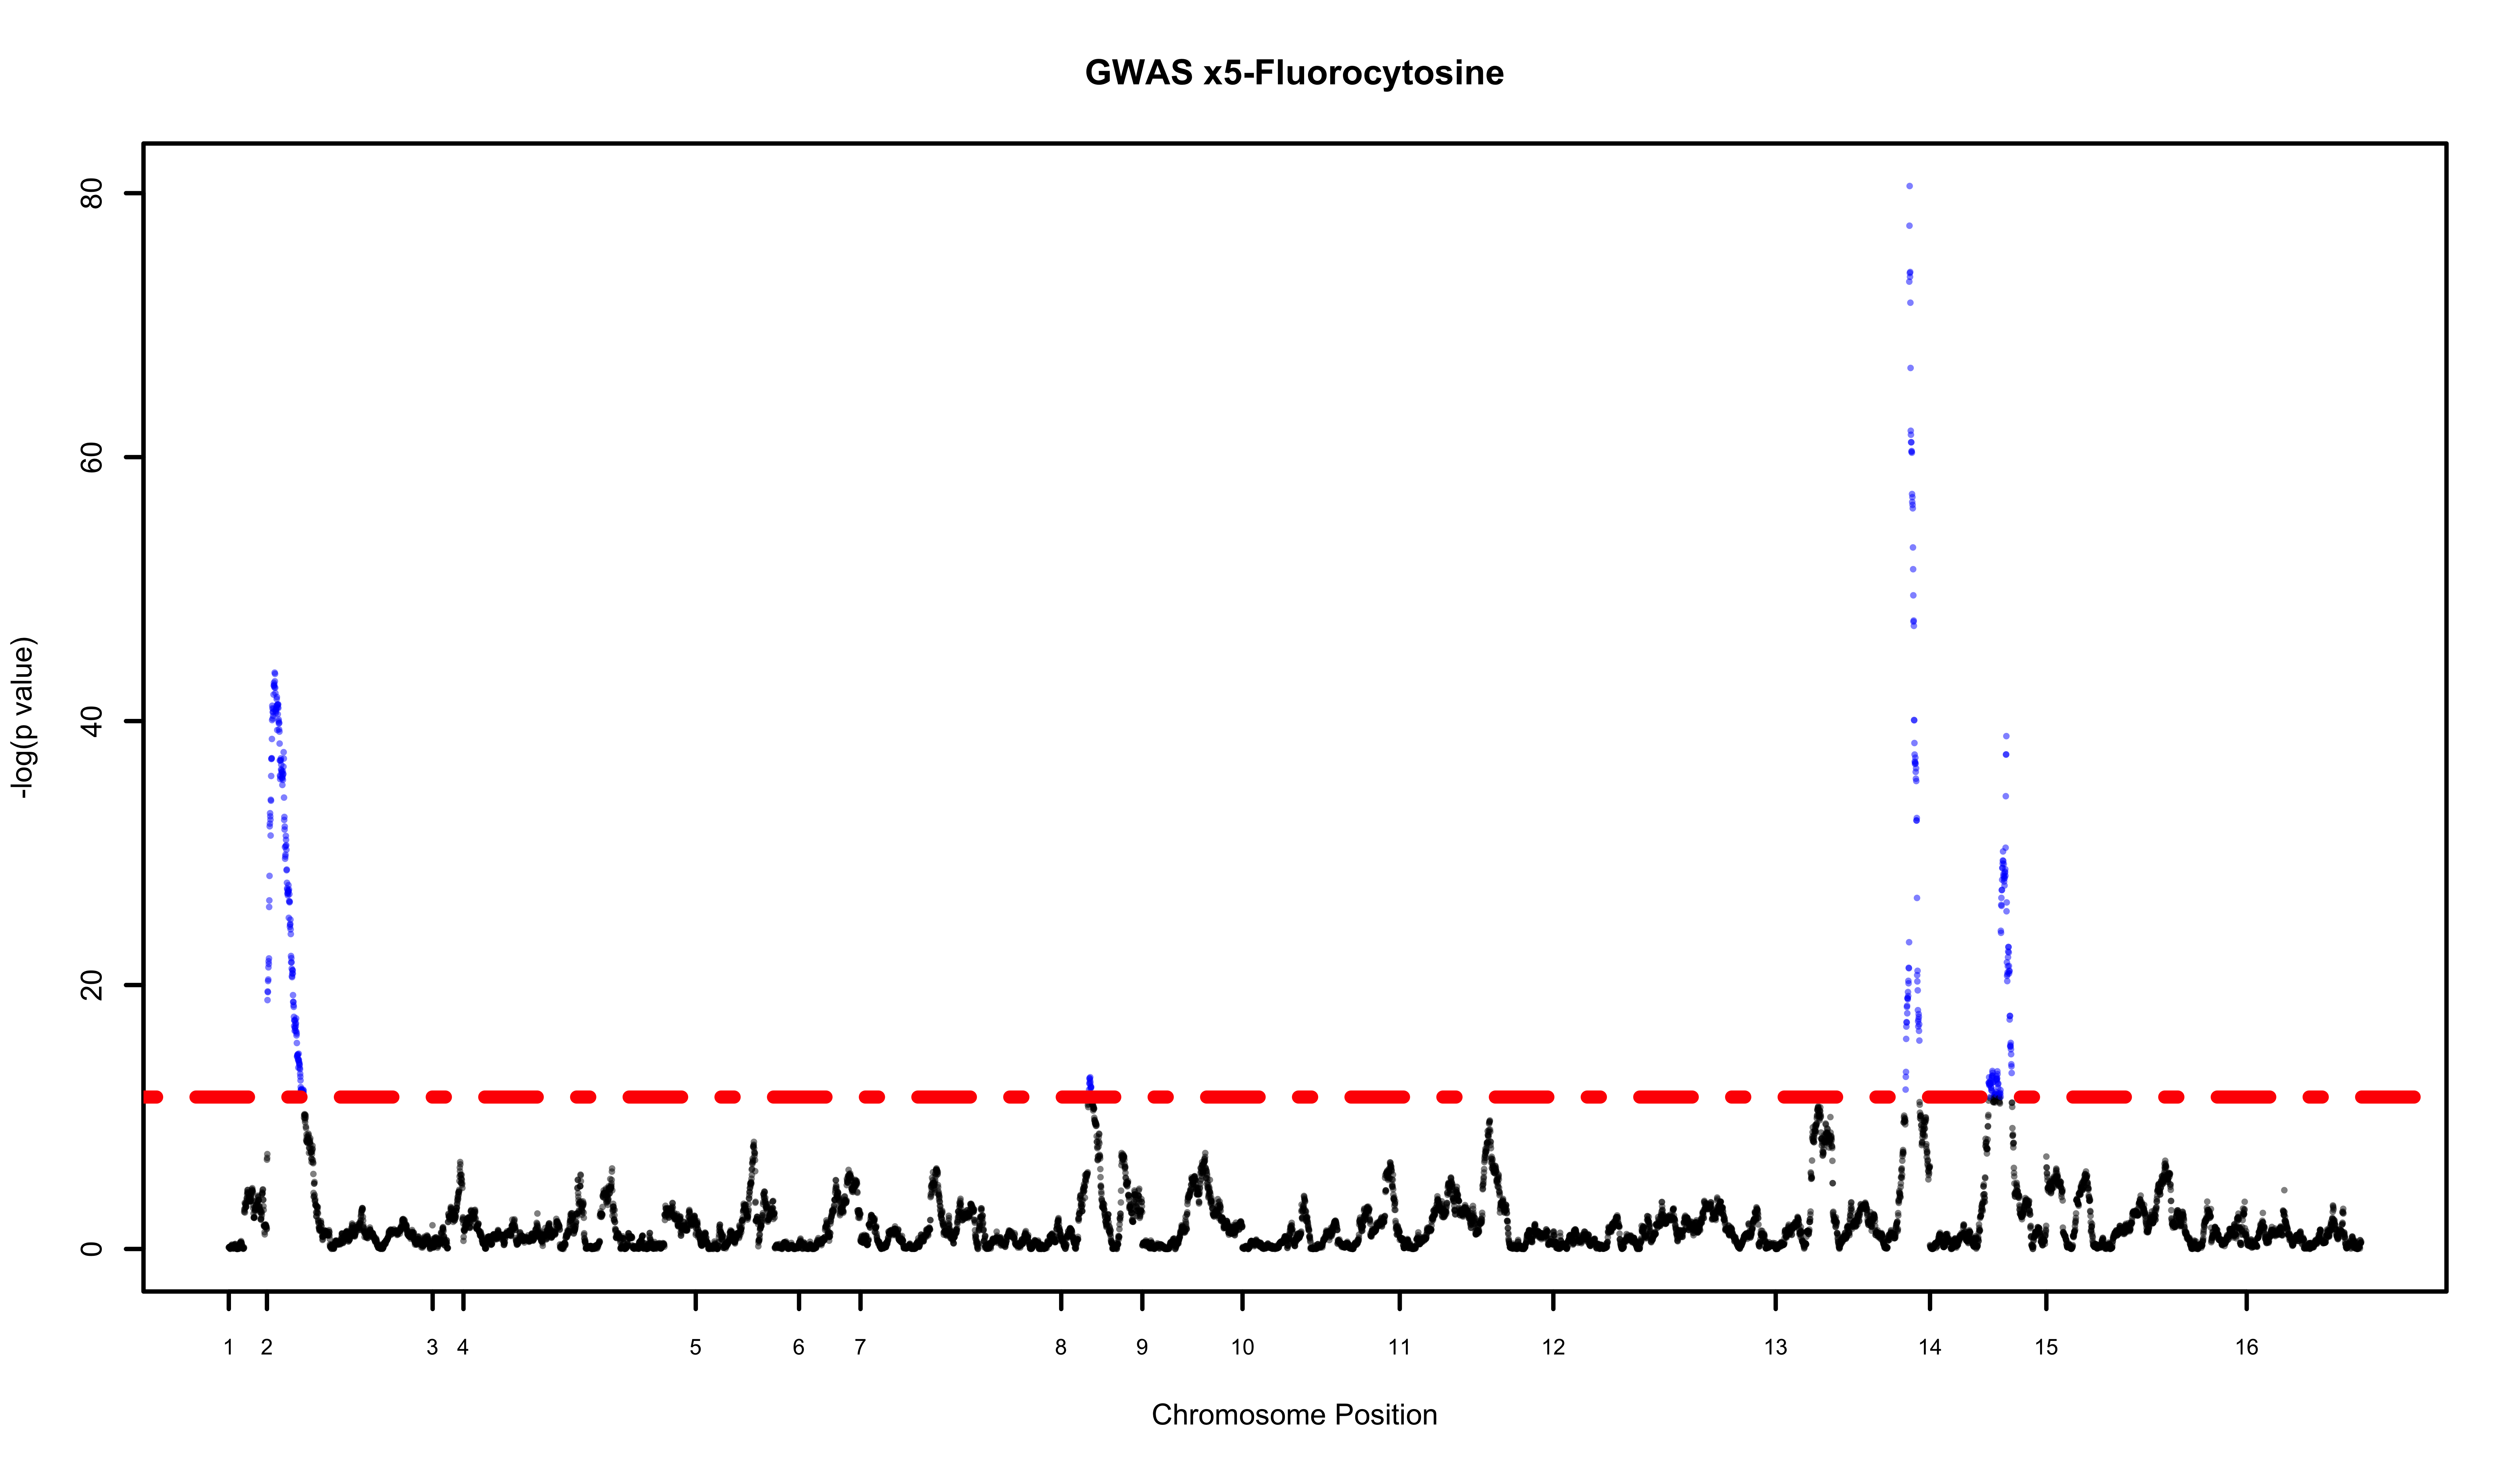 GWAS x5-Fluorocytosine
-log(p value)
80
60
40
20
0
1 2 3 4 5 6 7 8 9 10 11 12 13 14 15 16
Chromosome Position